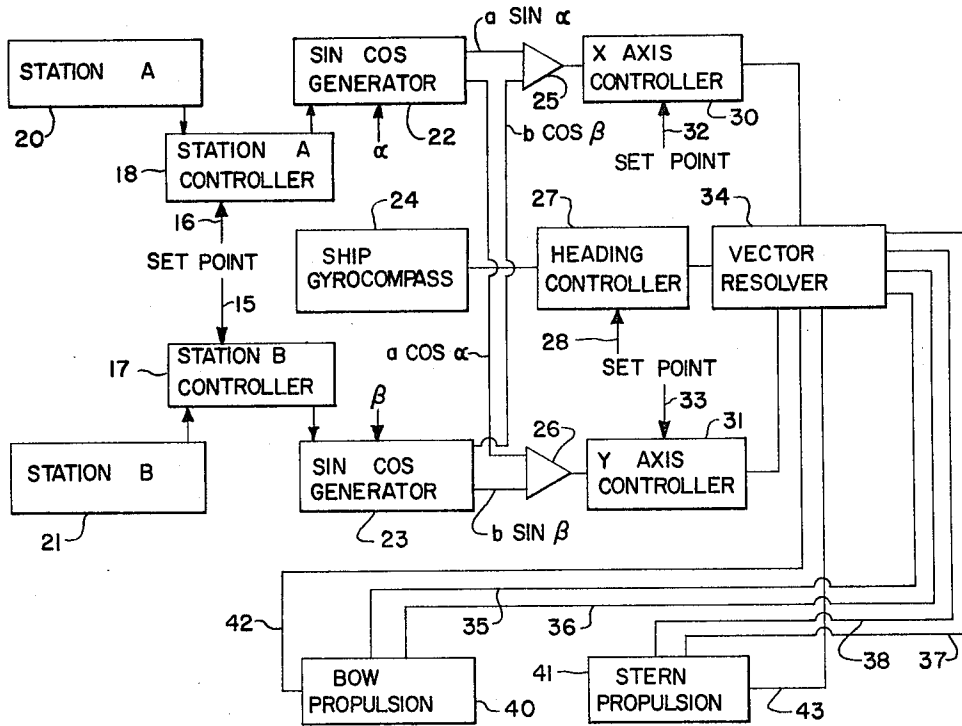 a SIN α
STATION A
20
SIN COS
GENERATOR
22
α
25
X AXIS
CONTROLLER
30
b COS β
32
SET POINT
18
STATION A
CONTROLLER
16
24
27
34
SET POINT
SHIP
GYROCOMPASS
HEADING
CONTROLLER
VECTOR
RESOLVER
15
28
a COS α
SET POINT
17
STATION B
CONTROLLER
β
33
26
31
STATION B
21
SIN COS
GENERATOR
23
Y AXIS
CONTROLLER
b SIN β
42
35
36
38
37
BOW
PROPULSION
40
41
STERN
PROPULSION
43